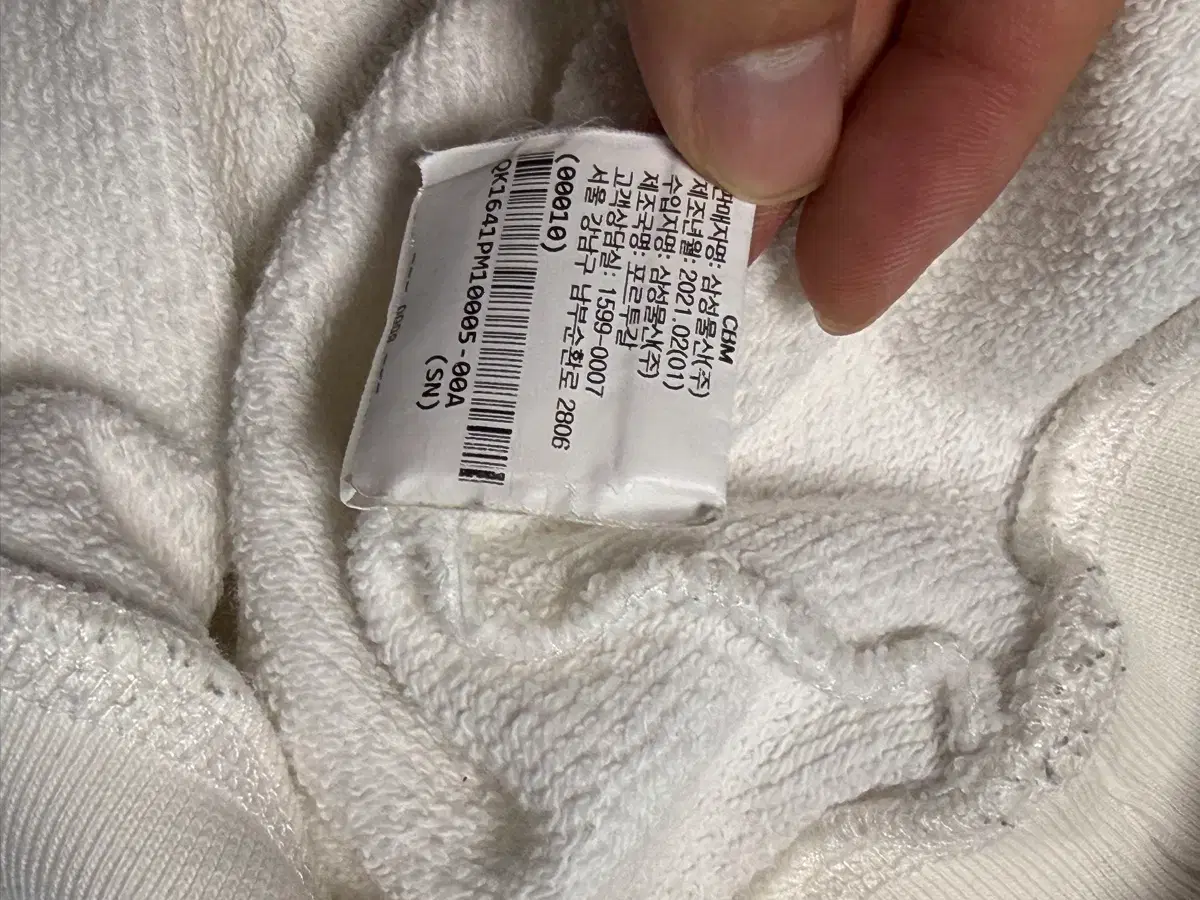 CBM
판매자명: 삼성물산(주)
제조년월: 2021.02(01)
수입자명: 삼성물산(주)
제조국명: 포르투갈
고객상담실: 1599-0007
서울 강남구 남부순환로 2806
(00010)
QK1641PM10005-00A
(SN)